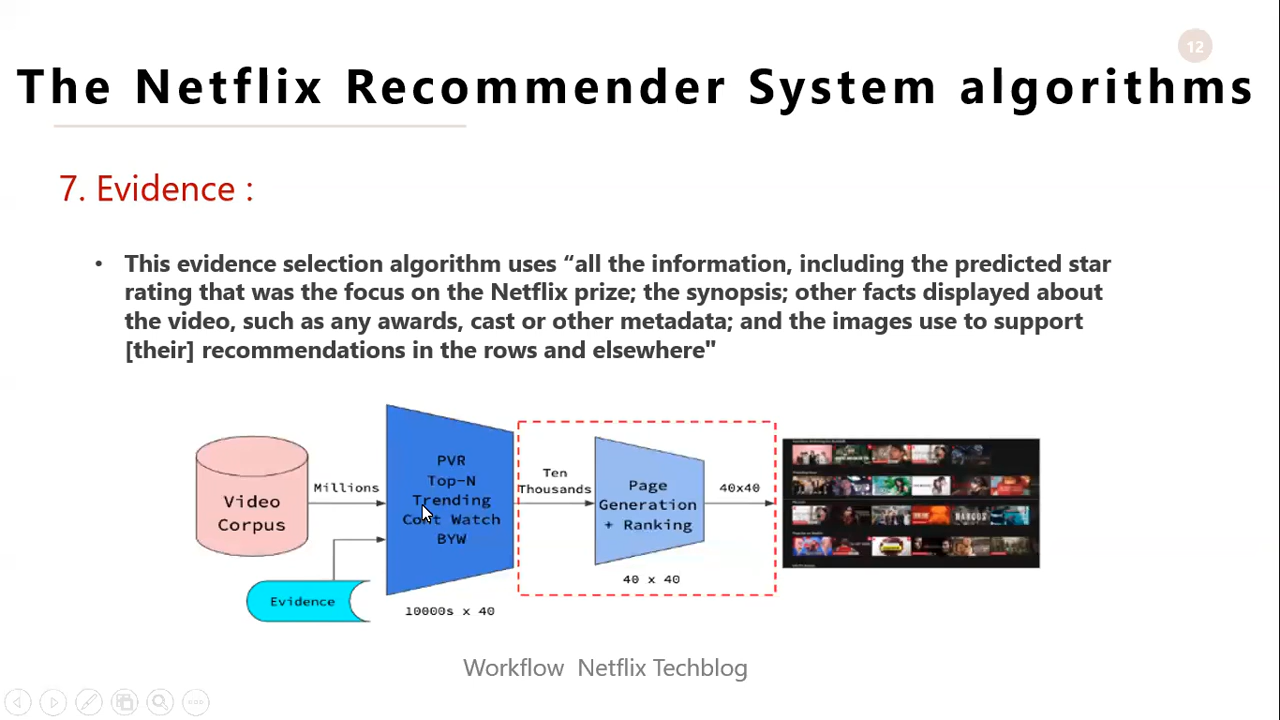 12
The Netflix Recommender System algorithms
7. Evidence :
• This evidence selection algorithm uses “all the information, including the predicted star
rating that was the focus on the Netflix prize; the synopsis; other facts displayed about
the video, such as any awards, cast or other metadata; and the images use to support
[their] recommendations in the rows and elsewhere"
Video
Corpus
Millions
Evidence
PVR
Top-N
Trending
Cont Watch
BYW
10000s x 40
Ten
Thousands
Page
Generation
+ Ranking
40 x 40
40x40
Workflow Netflix Techblog